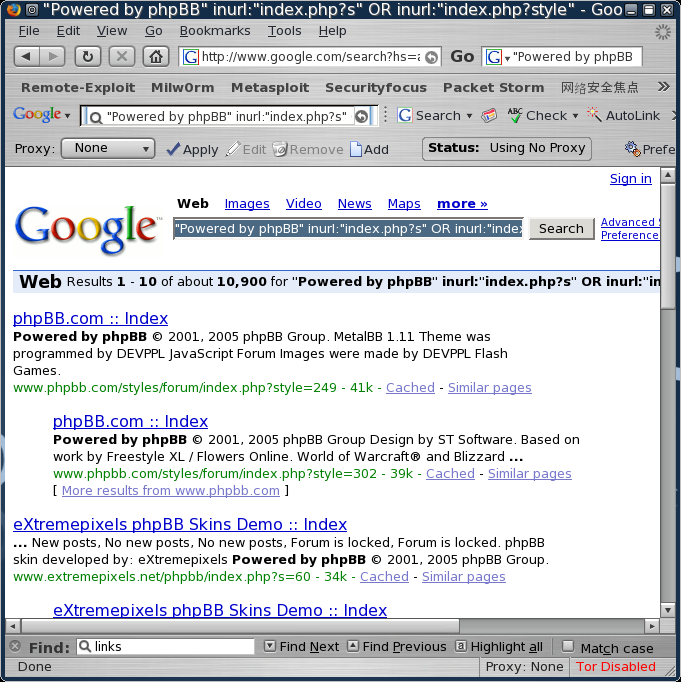 "Powered by phpBB" inurl:"index.php?s" OR inurl:"index.php?style" - Goo
File Edit View Go Bookmarks Tools Help
http://www.google.com/search?hs= Go "Powered by phpBB
Remote-Exploit Milw0rm Metasploit Securityfocus Packet Storm 网络安全焦点 »
Google "Powered by phpBB" inurl:"index.php?s" Search Check AutoLink
Proxy: None Apply Edit Remove Add Status: Using No Proxy Prefe
Sign in
Web Images Video News Maps more »
Google™ "Powered by phpBB" inurl:"index.php?s" OR inurl:"inde Search Advanced S
Preference
Web Results 1 - 10 of about 10,900 for "Powered by phpBB" inurl:"index.php?s" OR inurl:"in
phpBB.com :: Index
Powered by phpBB © 2001, 2005 phpBB Group. MetalBB 1.11 Theme was
programmed by DEVPPL JavaScript Forum Images were made by DEVPPL Flash
Games.
www.phpbb.com/styles/forum/index.php?style=249 - 41k - Cached - Similar pages
phpBB.com :: Index
Powered by phpBB © 2001, 2005 phpBB Group Design by ST Software. Based on
work by Freestyle XL / Flowers Online. World of Warcraft® and Blizzard ...
www.phpbb.com/styles/forum/index.php?style=302 - 39k - Cached - Similar pages
[ More results from www.phpbb.com ]
eXtremepixels phpBB Skins Demo :: Index
... New posts, No new posts, No new posts, Forum is locked, Forum is locked. phpBB
skin developed by: eXtremepixels Powered by phpBB © 2001, 2005 phpBB Group.
www.extremepixels.net/phpbb/index.php?s=60 - 34k - Cached - Similar pages
eXtremepixels phpBB Skins Demo :: Index
Find: links Find Next Find Previous Highlight all Match case
Done Proxy: None Tor Disabled